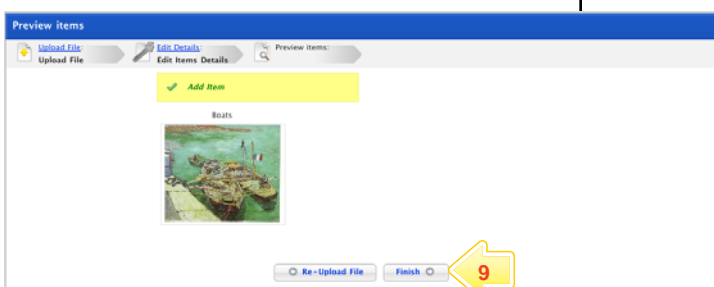 Preview items
Upload File: Edit Details: Preview items:
Upload File Edit Items Details
Add Item
Boats
Re-Upload File Finish 9